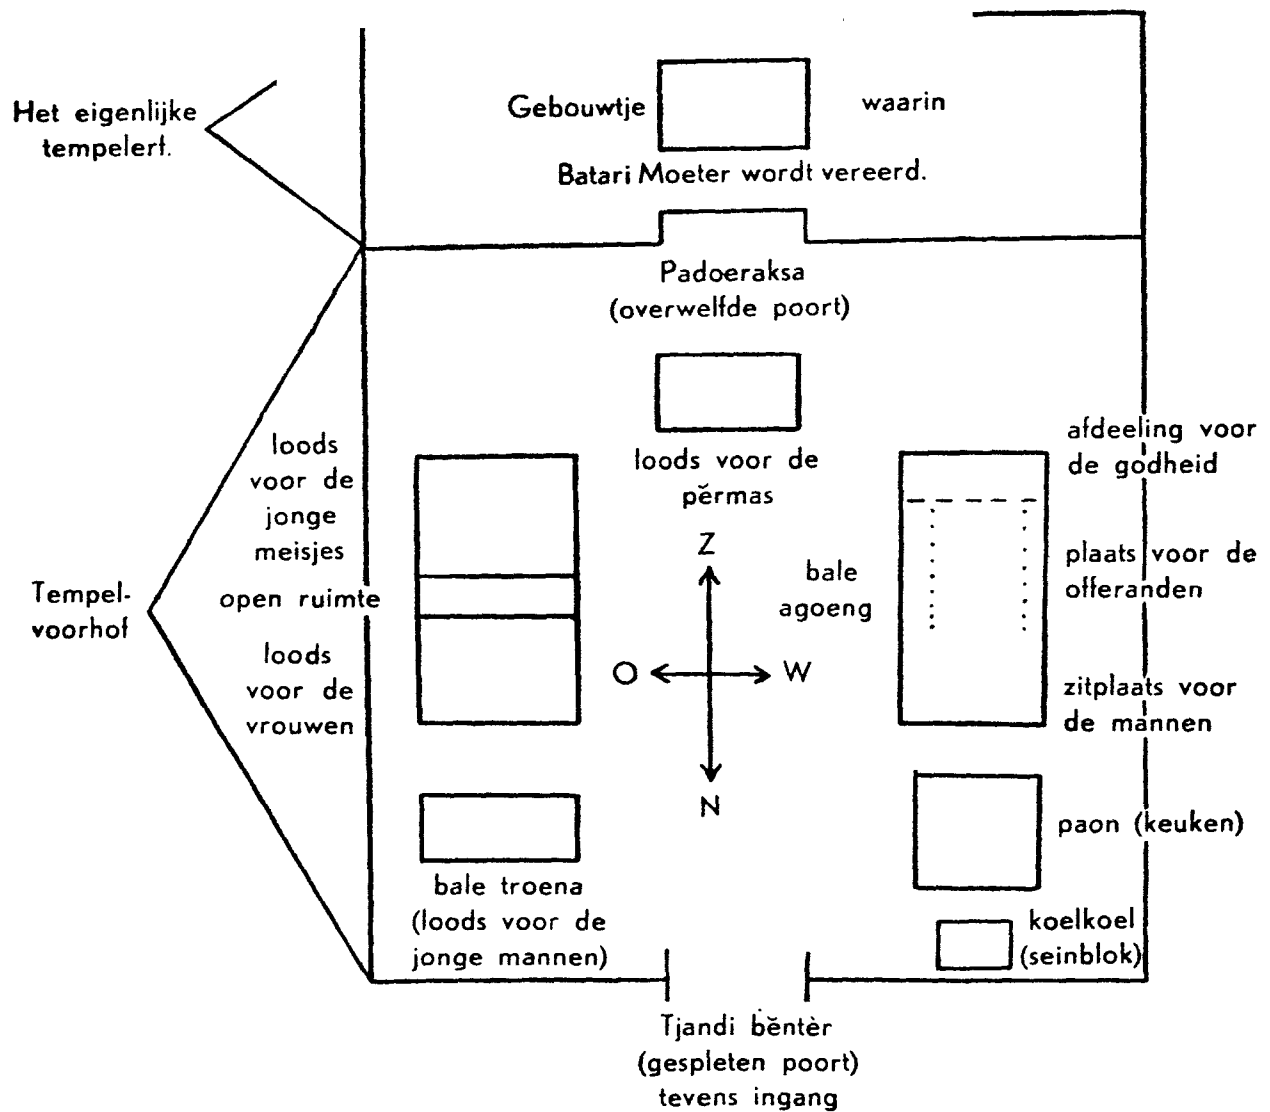 Het eigenlijke
tempelerf.
Gebouwtje waarin
Batari Moeter wordt vereerd.
Padoeraksa
(overwelfde poort)
loods voor de
pĕrmas
loods
voor de
jonge
meisjes
open ruimte
loods
voor de
vrouwen
Tempel-
voorhof
Z
O W
N
bale
agoeng
afdeeling voor
de godheid
plaats voor de
offeranden
zitplaats voor
de mannen
bale troena
(loods voor de
jonge mannen)
paon (keuken)
koelkoel
(seinblok)
Tjandi bĕntèr
(gespleten poort)
tevens ingang